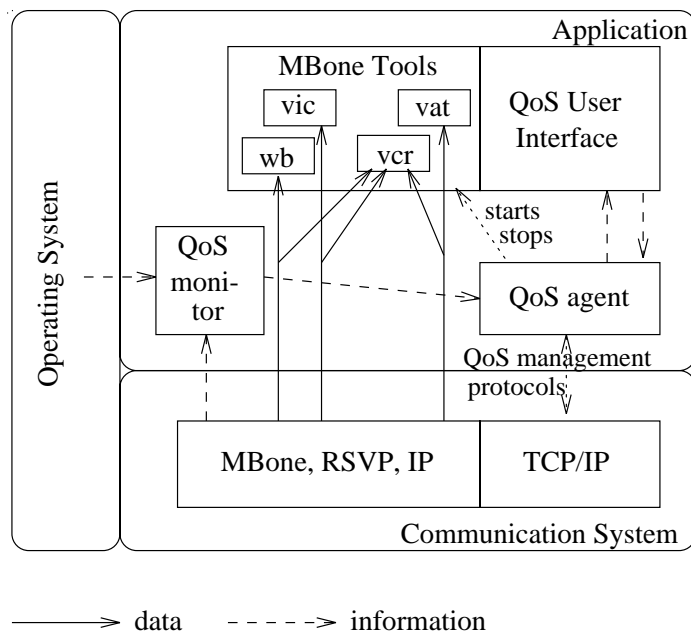 Application
MBone Tools
vic
vat
wb
vcr
QoS User
Interface
starts
stops
QoS
moni-
tor
QoS agent
Operating System
QoS management
protocols
MBone, RSVP, IP
TCP/IP
Communication System
data
information